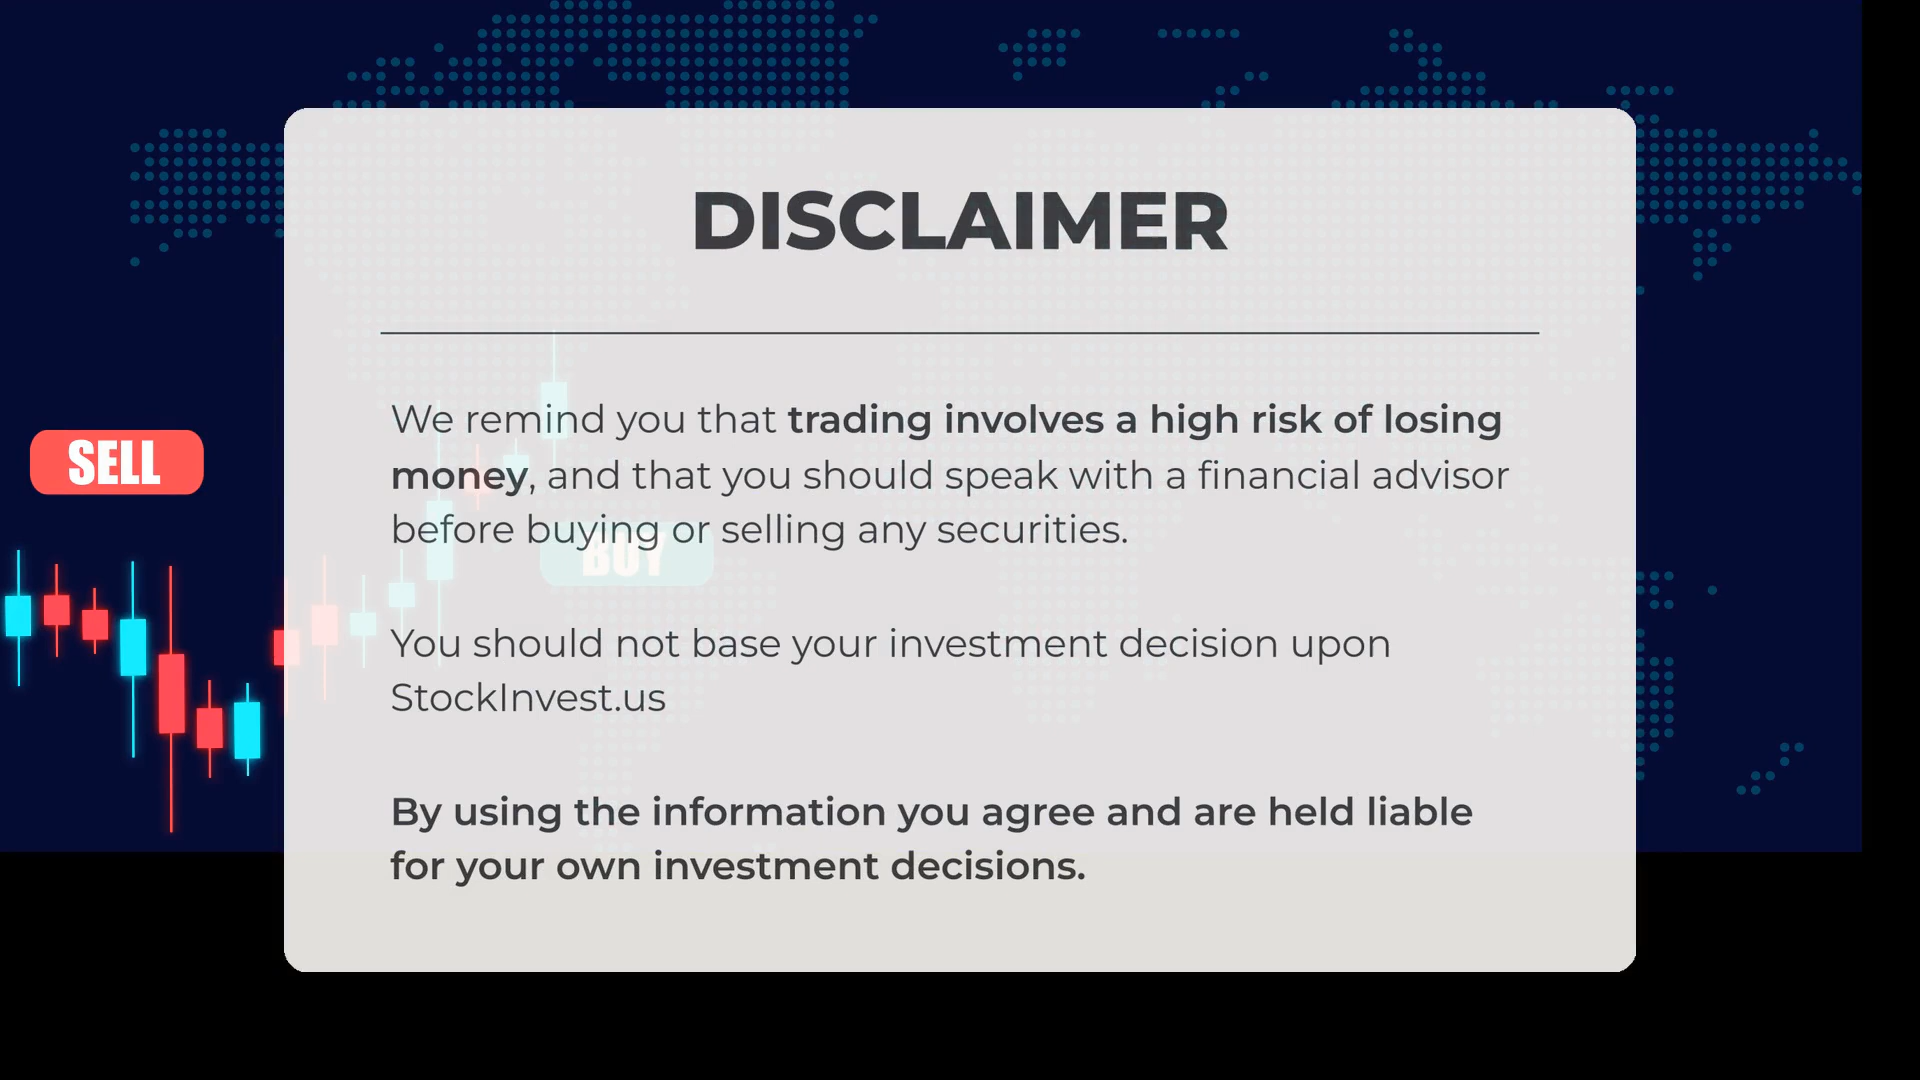 DISCLAIMER
We remind you that trading involves a high risk of losing
money, and that you should speak with a financial advisor
before buying or selling any securities.
SELL
BUY
You should not base your investment decision upon
StockInvest.us
By using the information you agree and are held liable
for your own investment decisions.